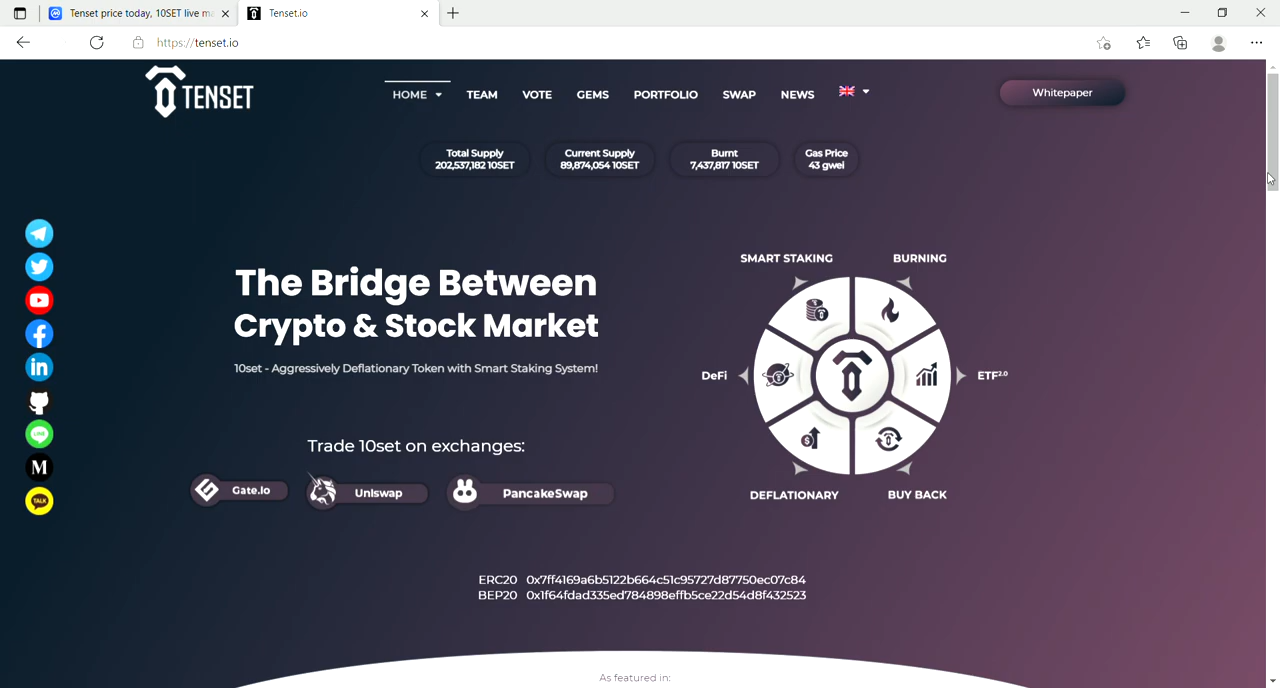 Tenset price today, 10SET live ma
Tenset.io
https://tenset.io
TENSET
HOME
TEAM
VOTE
GEMS
PORTFOLIO
SWAP
NEWS
Whitepaper
Total Supply
202,537,182 10SET
Current Supply
89,874,054 10SET
Burnt
7,437,817 10SET
Gas Price
43 gwei
The Bridge Between
Crypto & Stock Market
10set - Aggressively Deflationary Token with Smart Staking System!
Trade 10set on exchanges:
Gate.io
Uniswap
PancakeSwap
SMART STAKING
BURNING
DeFi
ETF2.0
DEFLATIONARY
BUY BACK
LINE
M
TALK
ERC20 0x7ff4169a6b5122b664c51c95727d87750ec07c84
BEP20 0x1f64fdad335ed784898effb5ce22d54d8f432523
As featured in: